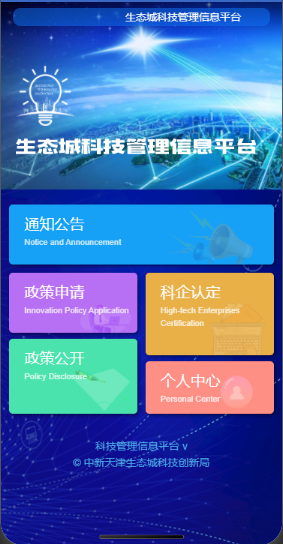 生态城科技管理信息平台
生态城科技管理信息平台
通知公告
Notice and Announcement
政策申请
Innovation Policy Application
科企认定
High-tech Enterprises
Certification
政策公开
Policy Disclosure
个人中心
Personal Center
科技管理信息平台 v
© 中新天津生态城科技创新局